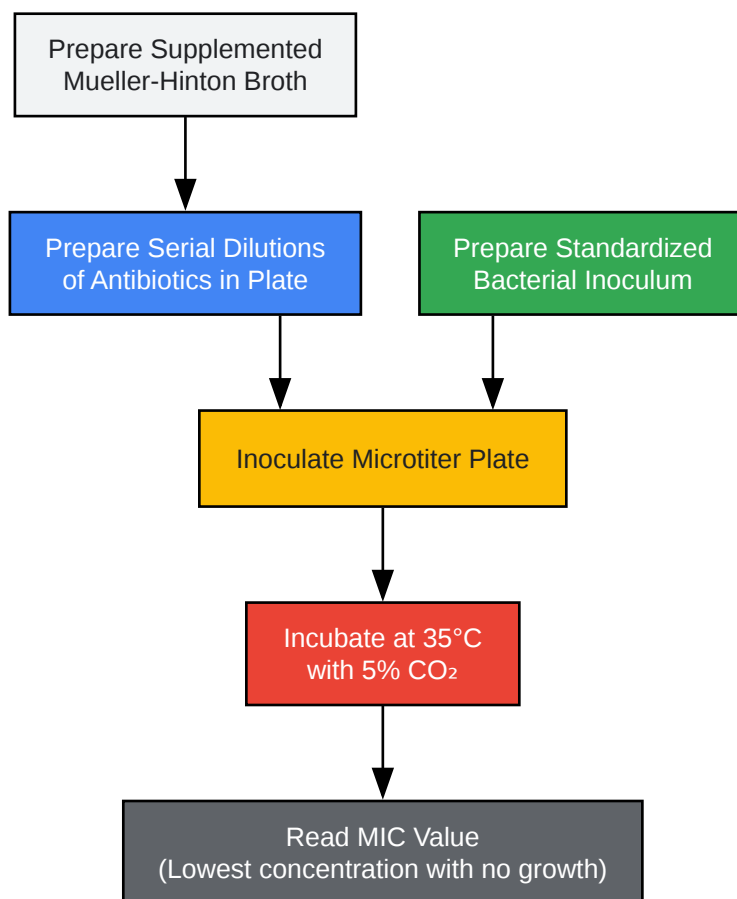 Prepare Supplemented
Mueller-Hinton Broth
Prepare Serial Dilutions
of Antibiotics in Plate
Prepare Standardized
Bacterial Inoculum
Inoculate Microtiter Plate
Incubate at 35°C
with 5% CO₂
Read MIC Value
(Lowest concentration with no growth)